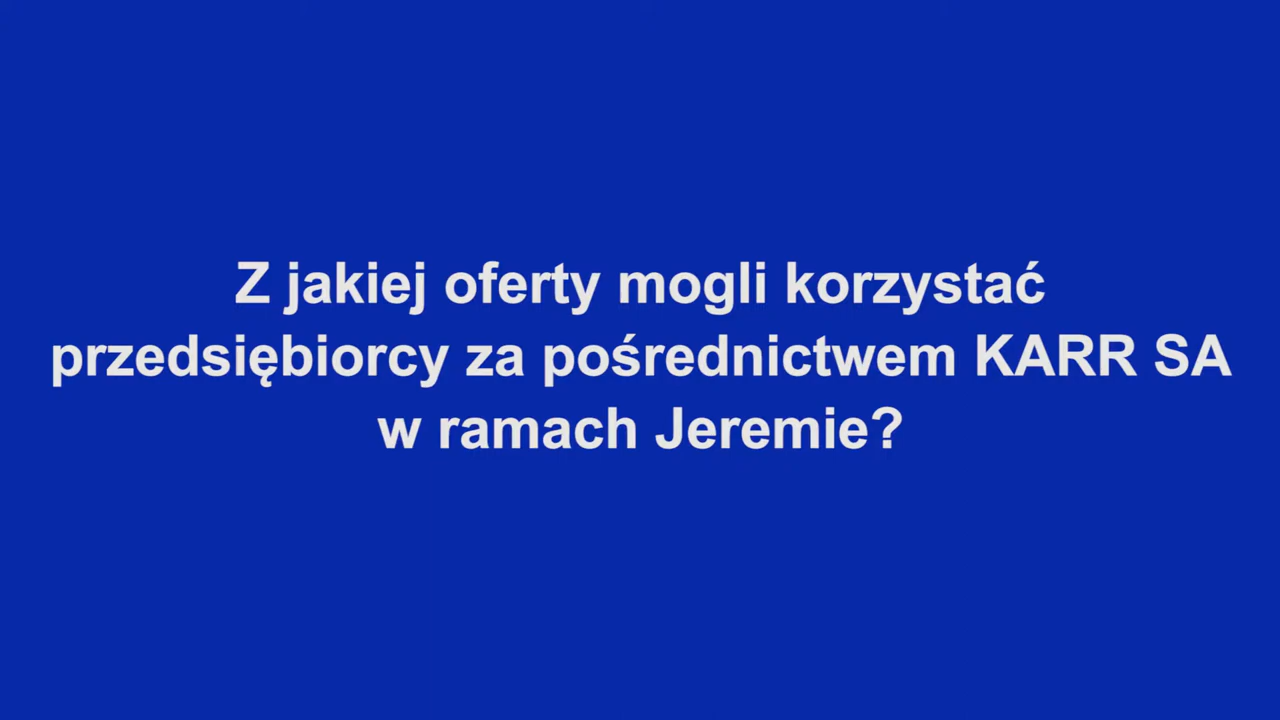 Z jakiej oferty mogli korzystać
przedsiębiorcy za pośrednictwem KARR SA
w ramach Jeremie?